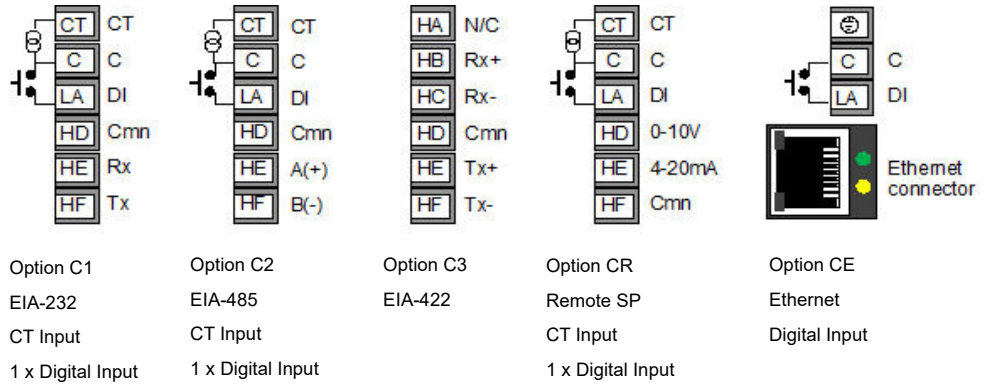 CT CT
C C
LA DI
HD Cmn
HE Rx
HF Tx
Option C1
EIA-232
CT Input
1 x Digital Input
CT CT
C C
LA DI
HD Cmn
HE A(+)
HF B(-)
Option C2
EIA-485
CT Input
1 x Digital Input
HA N/C
HB Rx+
HC Rx-
HD Cmn
HE Tx+
HF Tx-
Option C3
EIA-422
CT CT
C C
LA DI
HD 0-10V
HE 4-20mA
HF Cmn
Option CR
Remote SP
CT Input
1 x Digital Input
C C
LA DI
Ethernet
connector
Option CE
Ethernet
Digital Input